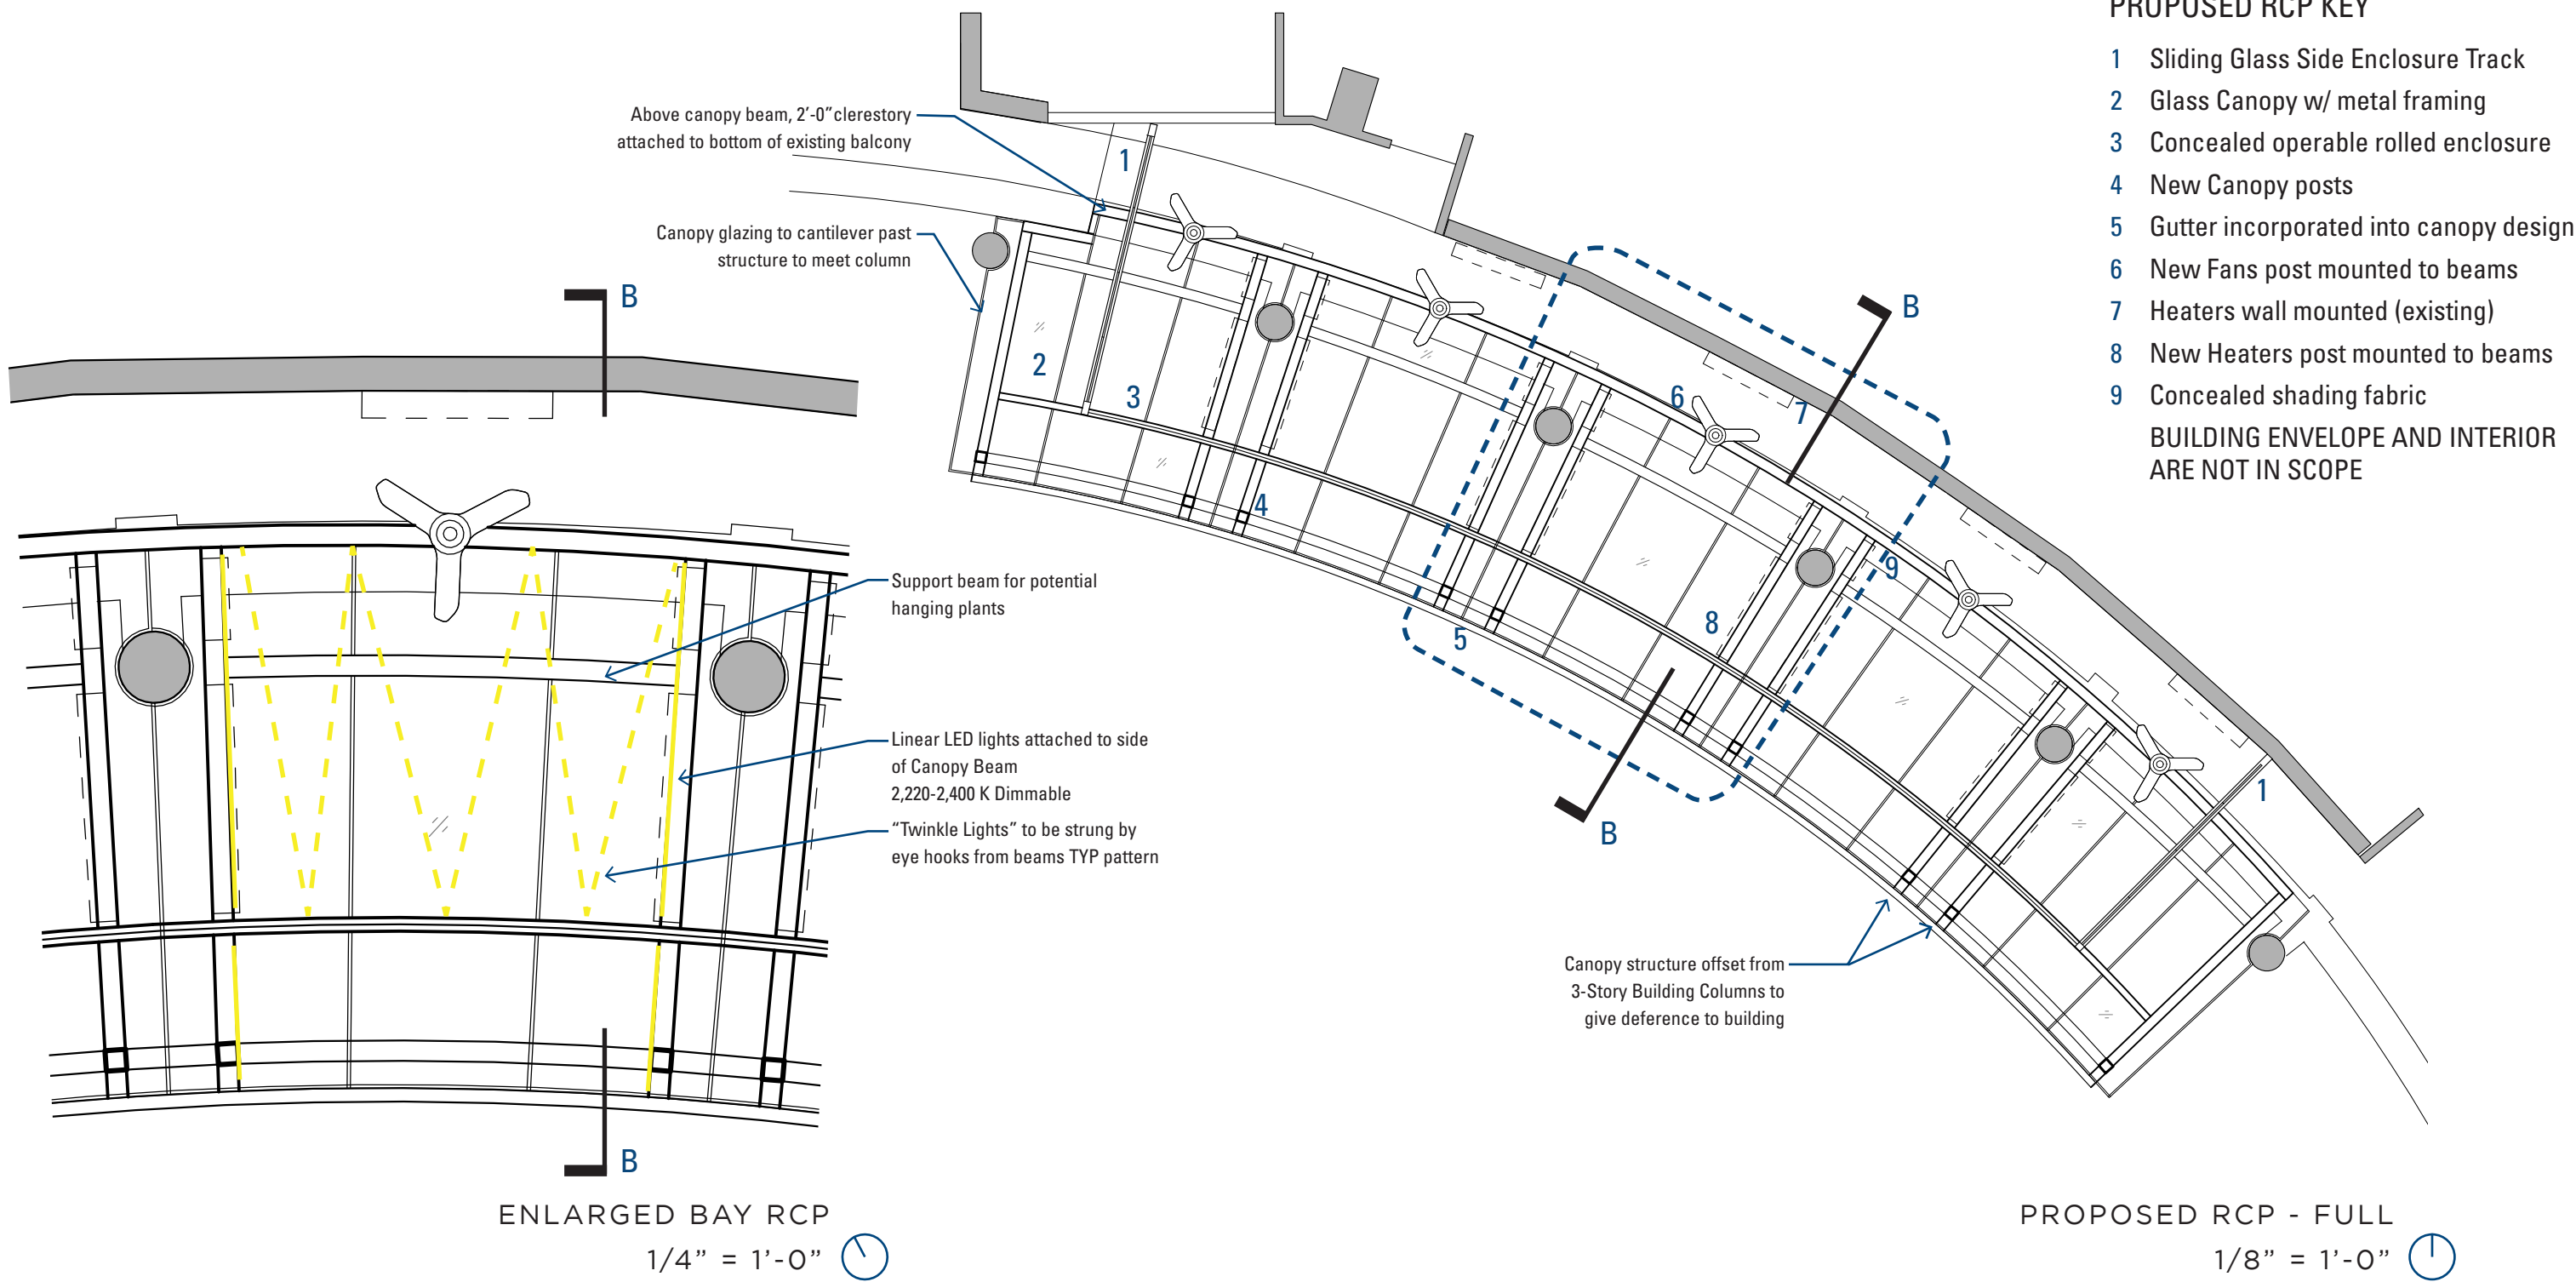 PROPOSED RCP KEY
1 Sliding Glass Side Enclosure Track
2 Glass Canopy w/ metal framing
3 Concealed operable rolled enclosure
4 New Canopy posts
5 Gutter incorporated into canopy design
6 New Fans post mounted to beams
7 Heaters wall mounted (existing)
8 New Heaters post mounted to beams
9 Concealed shading fabric
BUILDING ENVELOPE AND INTERIOR
ARE NOT IN SCOPE
Above canopy beam, 2’-0” clerestory
attached to bottom of existing balcony
Canopy glazing to cantilever past
structure to meet column
1
2
3
4
5
6
7
8
9
1
B
B
Canopy structure offset from
3-Story Building Columns to
give deference to building
B
Support beam for potential
hanging plants
Linear LED lights attached to side
of Canopy Beam
2,220-2,400 K Dimmable
“Twinkle Lights” to be strung by
eye hooks from beams TYP pattern
B
ENLARGED BAY RCP
1/4” = 1’-0”
PROPOSED RCP - FULL
1/8” = 1’-0”